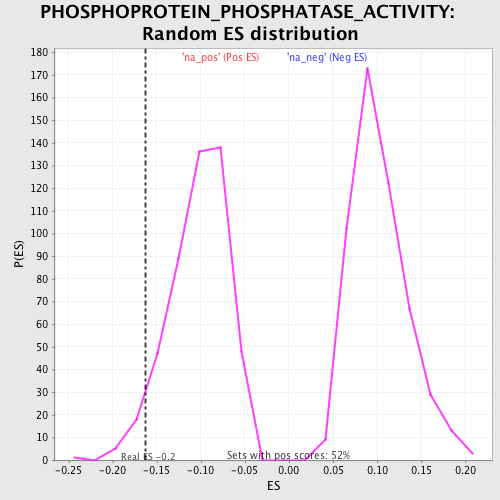 PHOSPHOPROTEIN_PHOSPHATASE_ACTIVITY:
Random ES distribution
'na_pos' (Pos ES) 'na_neg' (Neg ES)
180
170
160
150
140
130
120
110
100
90
80
70
60
50
40
30
20
10
0
P(ES)
Real ES -0.2 Sets with pos scores: 52%
-0.25 -0.20 -0.15 -0.10 -0.05 0.00 0.05 0.10 0.15 0.20
ES